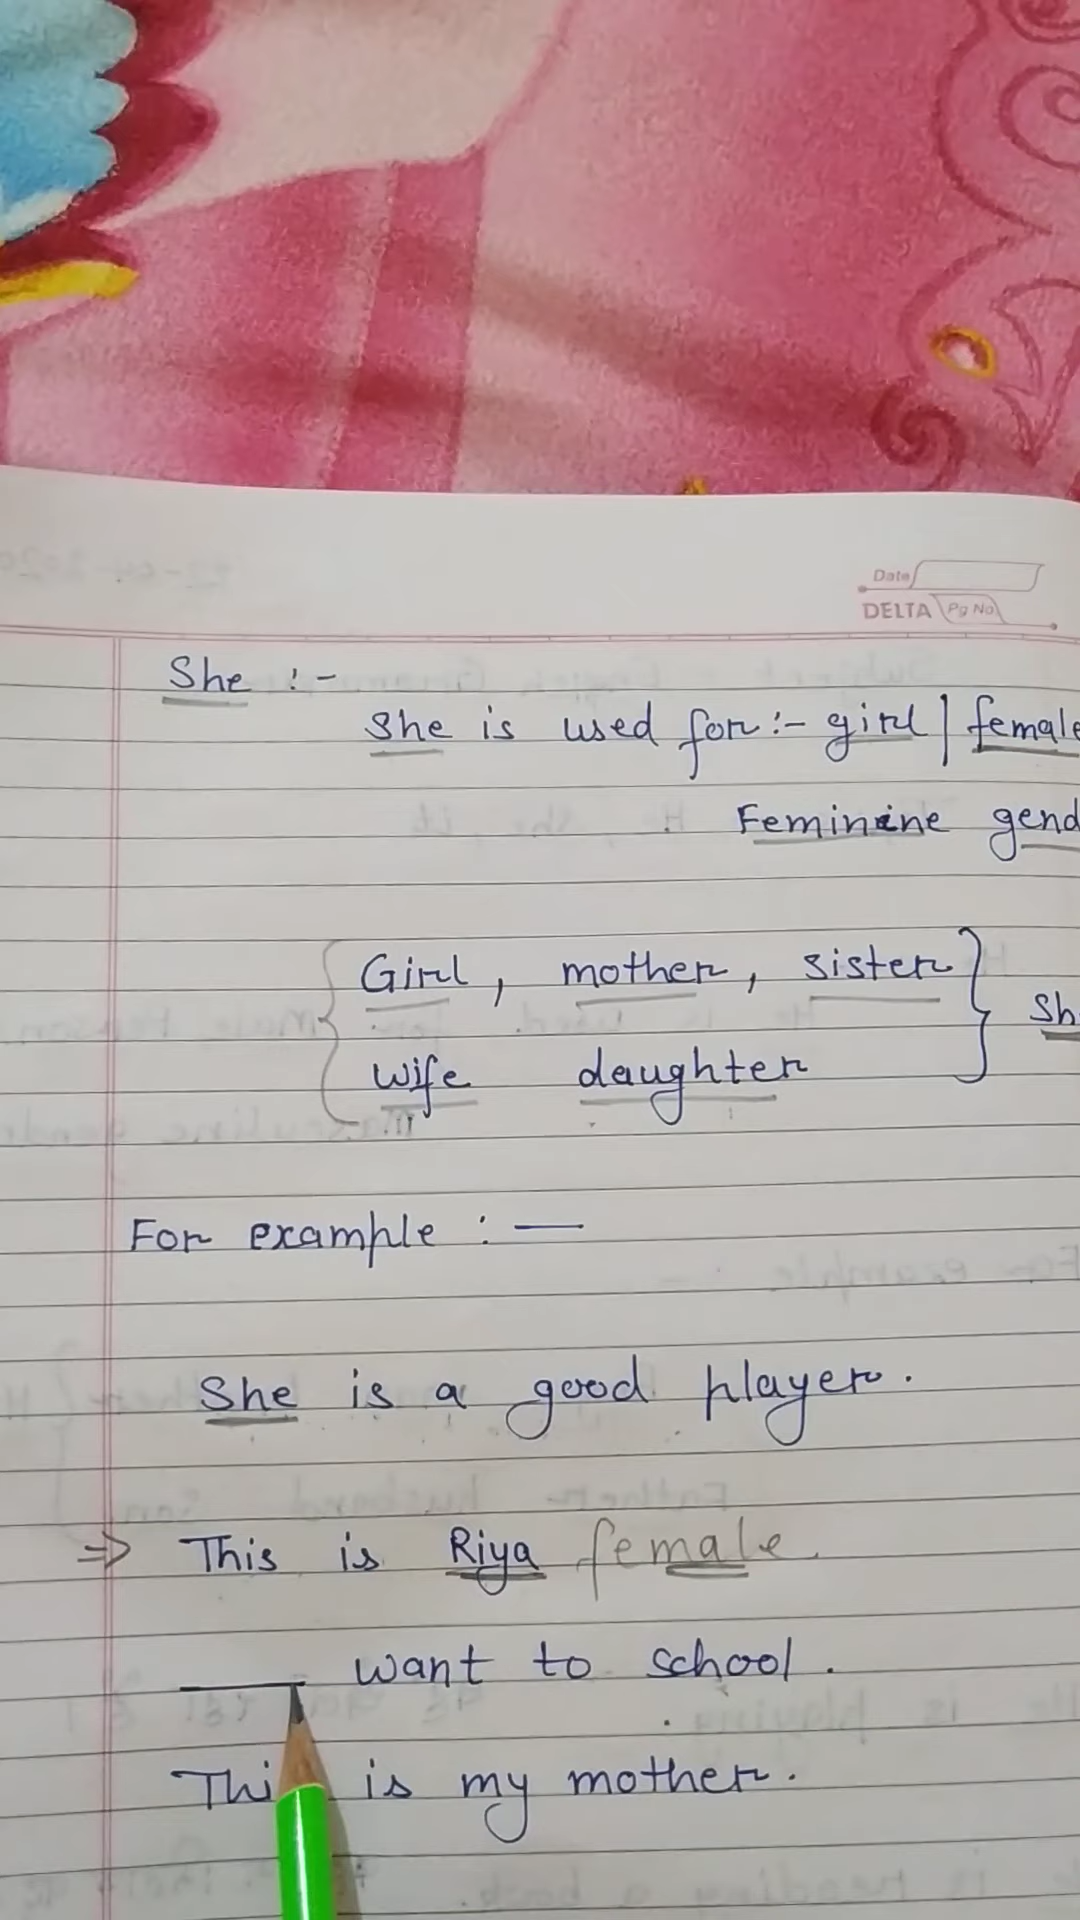 Date
DELTA Pg No
She :-
She is used for :- girl | female
Feminine gend
Girl, mother, sister
Sh
wife daughter
For example : —
She is a good player.
⇒ This is Riya female.
____ want to school.
Thi is my mother.